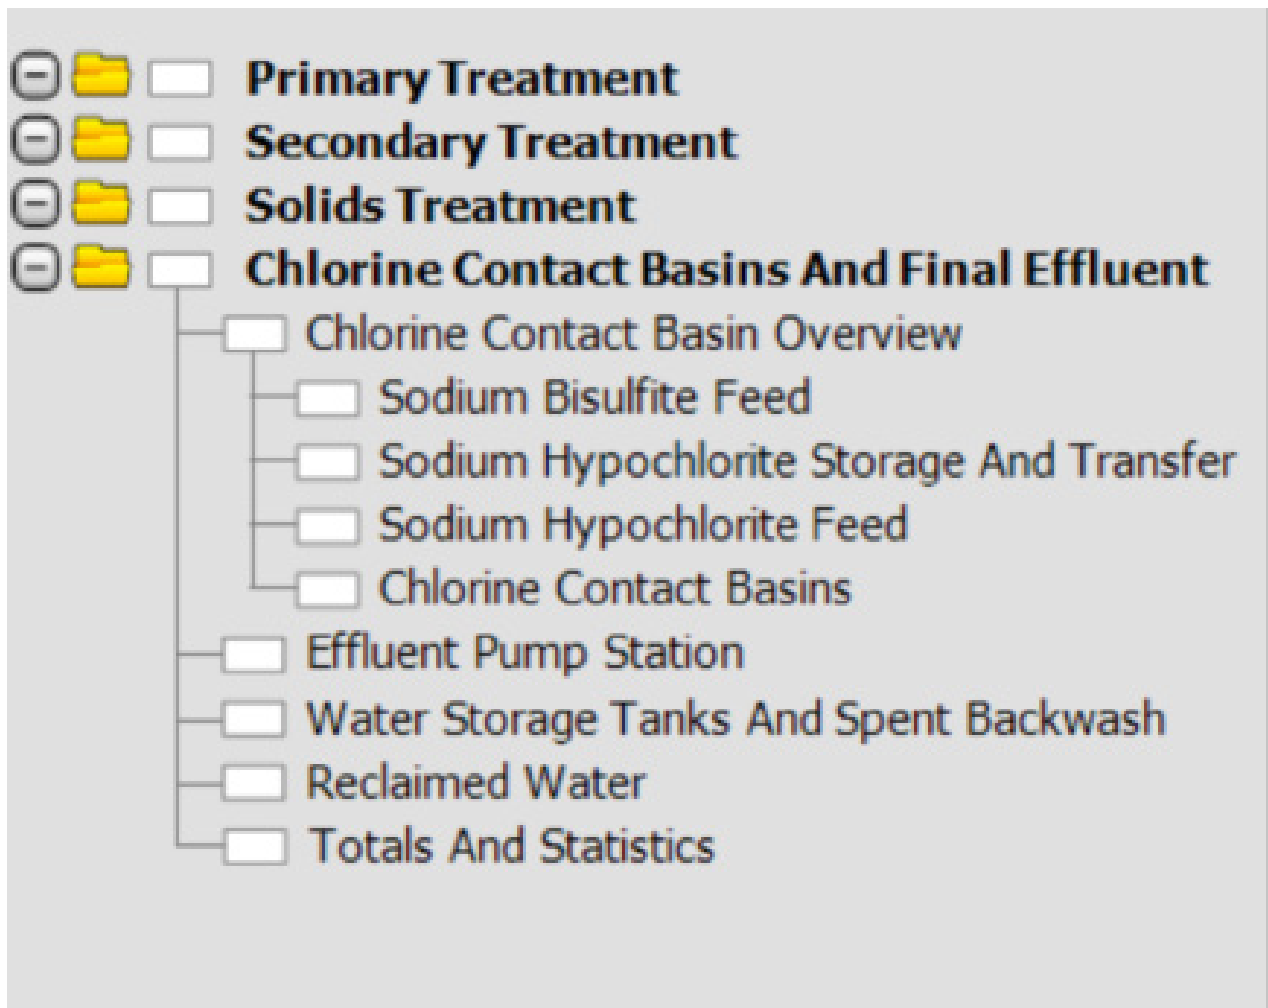 Primary Treatment
Secondary Treatment
Solids Treatment
Chlorine Contact Basins And Final Effluent
Chlorine Contact Basin Overview
Sodium Bisulfite Feed
Sodium Hypochlorite Storage And Transfer
Sodium Hypochlorite Feed
Chlorine Contact Basins
Effluent Pump Station
Water Storage Tanks And Spent Backwash
Reclaimed Water
Totals And Statistics